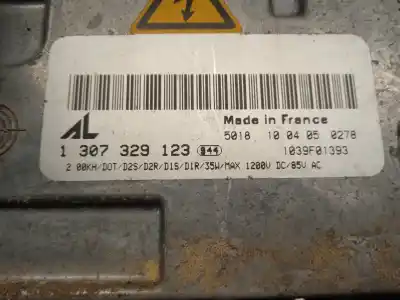 AL
Made in France
5018 10 04 05 0278
1 307 329 123 944 1039F01393
2 00KH/DOT/D2S/D2R/D1S/D1R/35W/MAX 1200V DC/85V AC